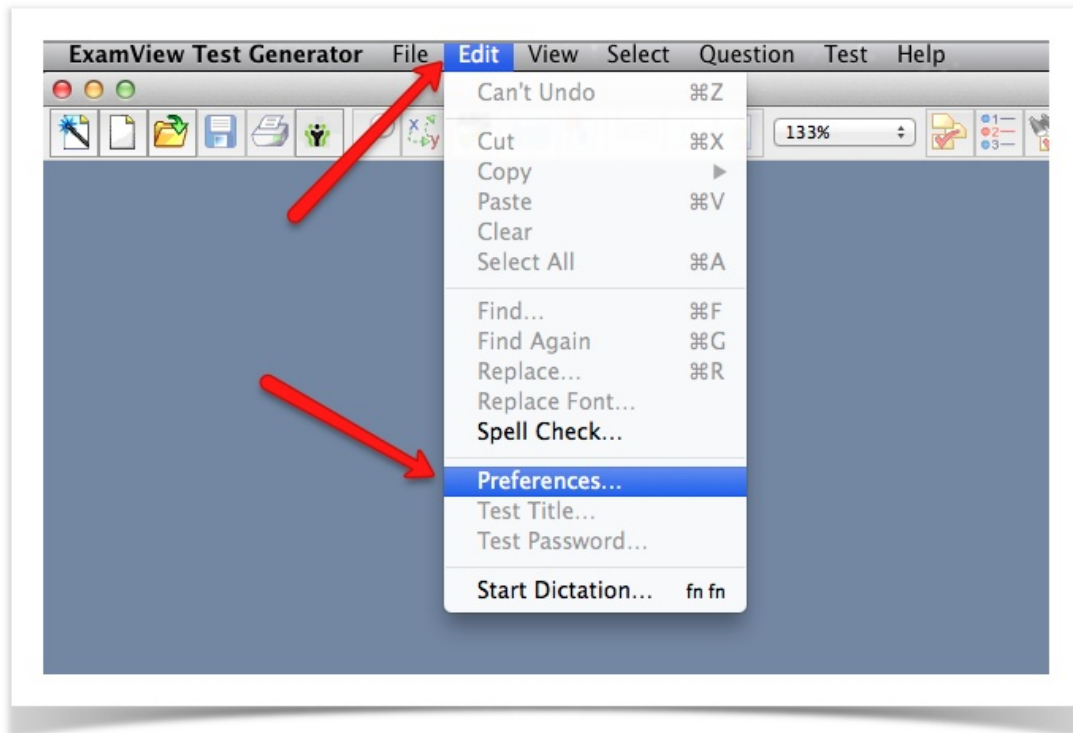 ExamView Test Generator File Edit View Select Question Test Help
Can't Undo ⌘Z
133%
Cut ⌘X
Copy
Paste ⌘V
Clear
Select All ⌘A
Find... ⌘F
Find Again ⌘G
Replace... ⌘R
Replace Font...
Spell Check...
Preferences...
Test Title...
Test Password...
Start Dictation... fn fn